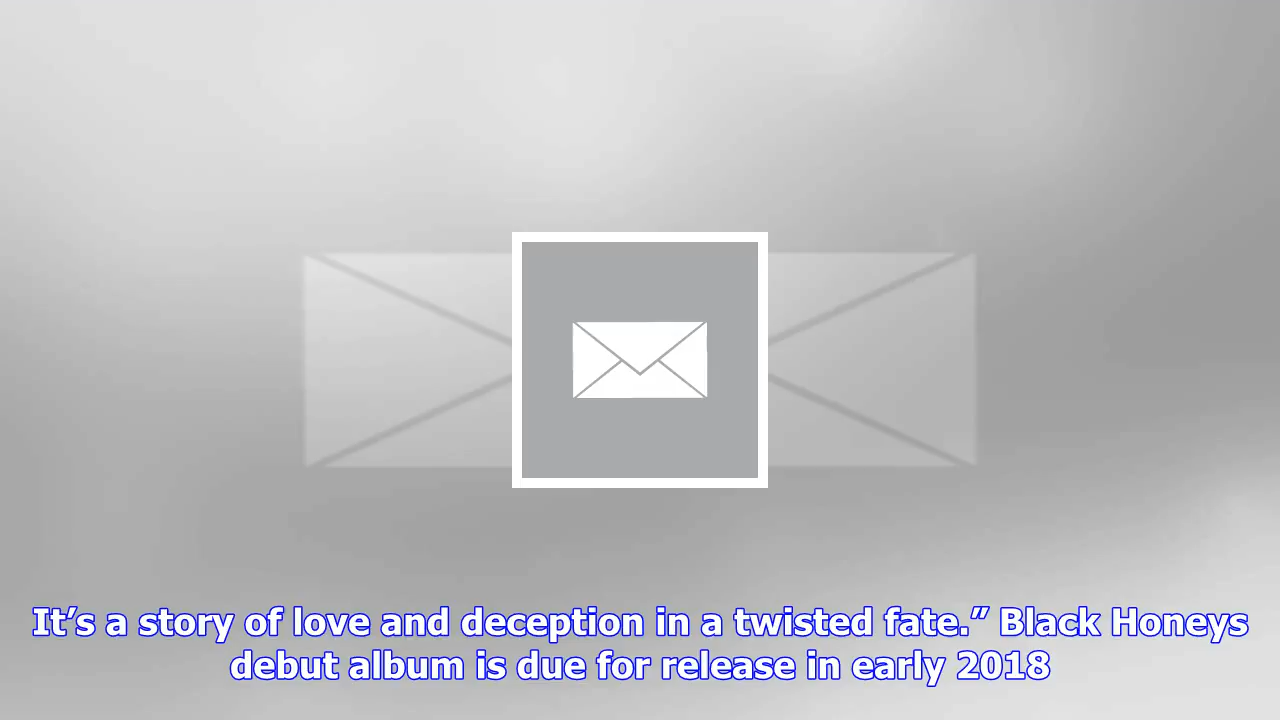 It’s a story of love and deception in a twisted fate.” Black Honeys
debut album is due for release in early 2018